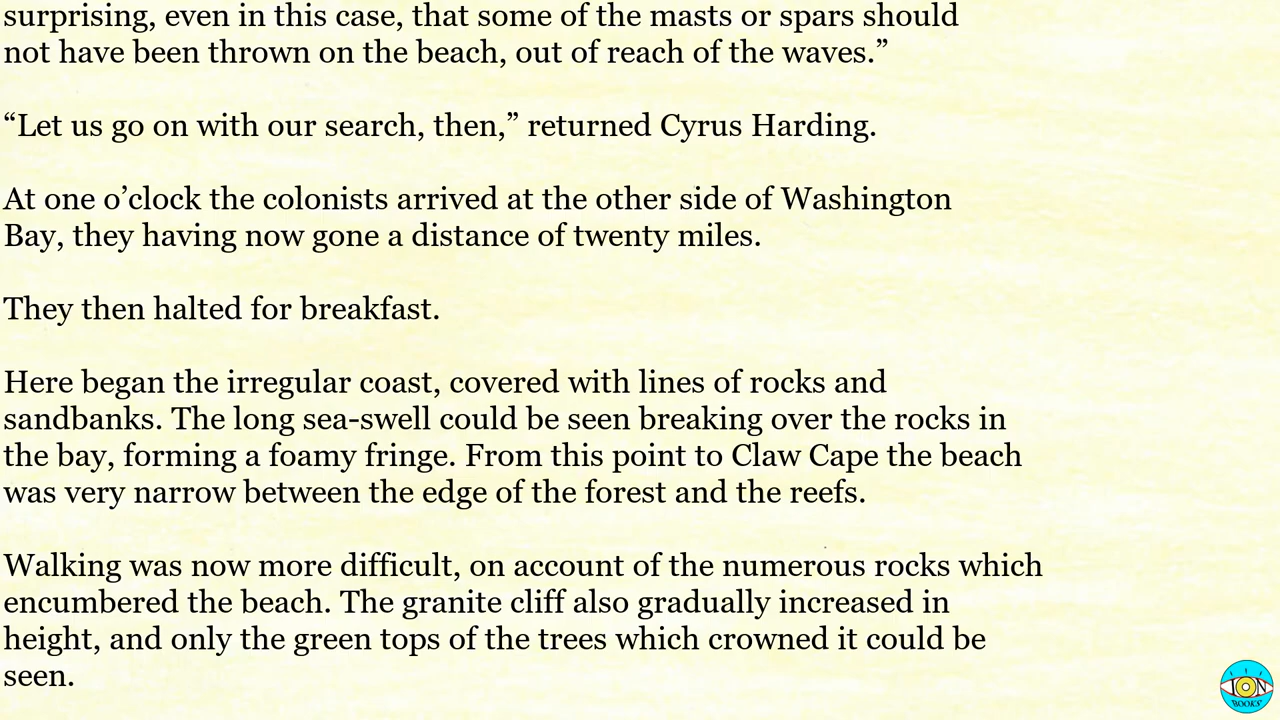 surprising, even in this case, that some of the masts or spars should
not have been thrown on the beach, out of reach of the waves.”
“Let us go on with our search, then,” returned Cyrus Harding.
At one o’clock the colonists arrived at the other side of Washington
Bay, they having now gone a distance of twenty miles.
They then halted for breakfast.
Here began the irregular coast, covered with lines of rocks and
sandbanks. The long sea-swell could be seen breaking over the rocks in
the bay, forming a foamy fringe. From this point to Claw Cape the beach
was very narrow between the edge of the forest and the reefs.
Walking was now more difficult, on account of the numerous rocks which
encumbered the beach. The granite cliff also gradually increased in
height, and only the green tops of the trees which crowned it could be
seen.
ION
BOOKS